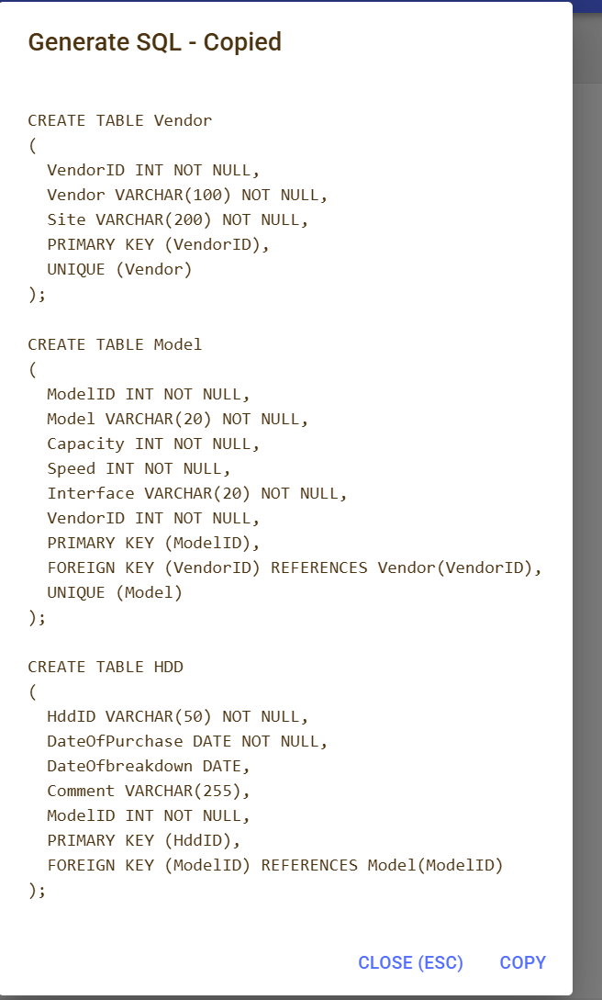 Generate SQL - Copied
CREATE TABLE Vendor
(
  VendorID INT NOT NULL,
  Vendor VARCHAR(100) NOT NULL,
  Site VARCHAR(200) NOT NULL,
  PRIMARY KEY (VendorID),
  UNIQUE (Vendor)
);
CREATE TABLE Model
(
  ModelID INT NOT NULL,
  Model VARCHAR(20) NOT NULL,
  Capacity INT NOT NULL,
  Speed INT NOT NULL,
  Interface VARCHAR(20) NOT NULL,
  VendorID INT NOT NULL,
  PRIMARY KEY (ModelID),
  FOREIGN KEY (VendorID) REFERENCES Vendor(VendorID),
  UNIQUE (Model)
);
CREATE TABLE HDD
(
  HddID VARCHAR(50) NOT NULL,
  DateOfPurchase DATE NOT NULL,
  DateOfbreakdown DATE,
  Comment VARCHAR(255),
  ModelID INT NOT NULL,
  PRIMARY KEY (HddID),
  FOREIGN KEY (ModelID) REFERENCES Model(ModelID)
);
CLOSE (ESC) COPY